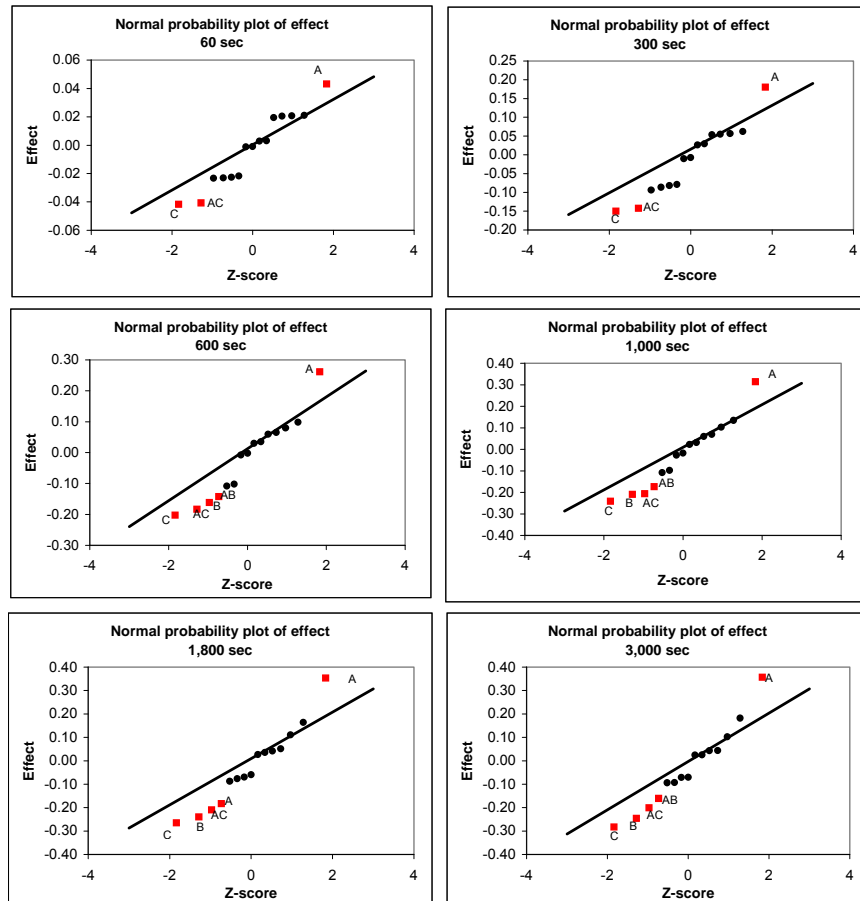 Normal probability plot of effect
60 sec
0.06
0.04
0.02
0.00
-0.02
-0.04
-0.06
-4
-2
0
2
4
A
C
AC
Effect
Z-score
Normal probability plot of effect
300 sec
0.25
0.20
0.15
0.10
0.05
0.00
-0.05
-0.10
-0.15
-0.20
-4
-2
0
2
4
A
C
AC
Effect
Z-score
Normal probability plot of effect
600 sec
0.30
0.20
0.10
0.00
-0.10
-0.20
-0.30
-4
-2
0
2
4
A
AB
B
AC
C
Effect
Z-score
Normal probability plot of effect
1,000 sec
0.40
0.30
0.20
0.10
0.00
-0.10
-0.20
-0.30
-0.40
-4
-2
0
2
4
A
AB
C
B
AC
Effect
Z-score
Normal probability plot of effect
1,800 sec
0.40
0.30
0.20
0.10
0.00
-0.10
-0.20
-0.30
-0.40
-4
-2
0
2
4
A
A
AC
B
C
Effect
Z-score
Normal probability plot of effect
3,000 sec
0.40
0.30
0.20
0.10
0.00
-0.10
-0.20
-0.30
-0.40
-4
-2
0
2
4
A
AB
AC
B
C
Effect
Z-score